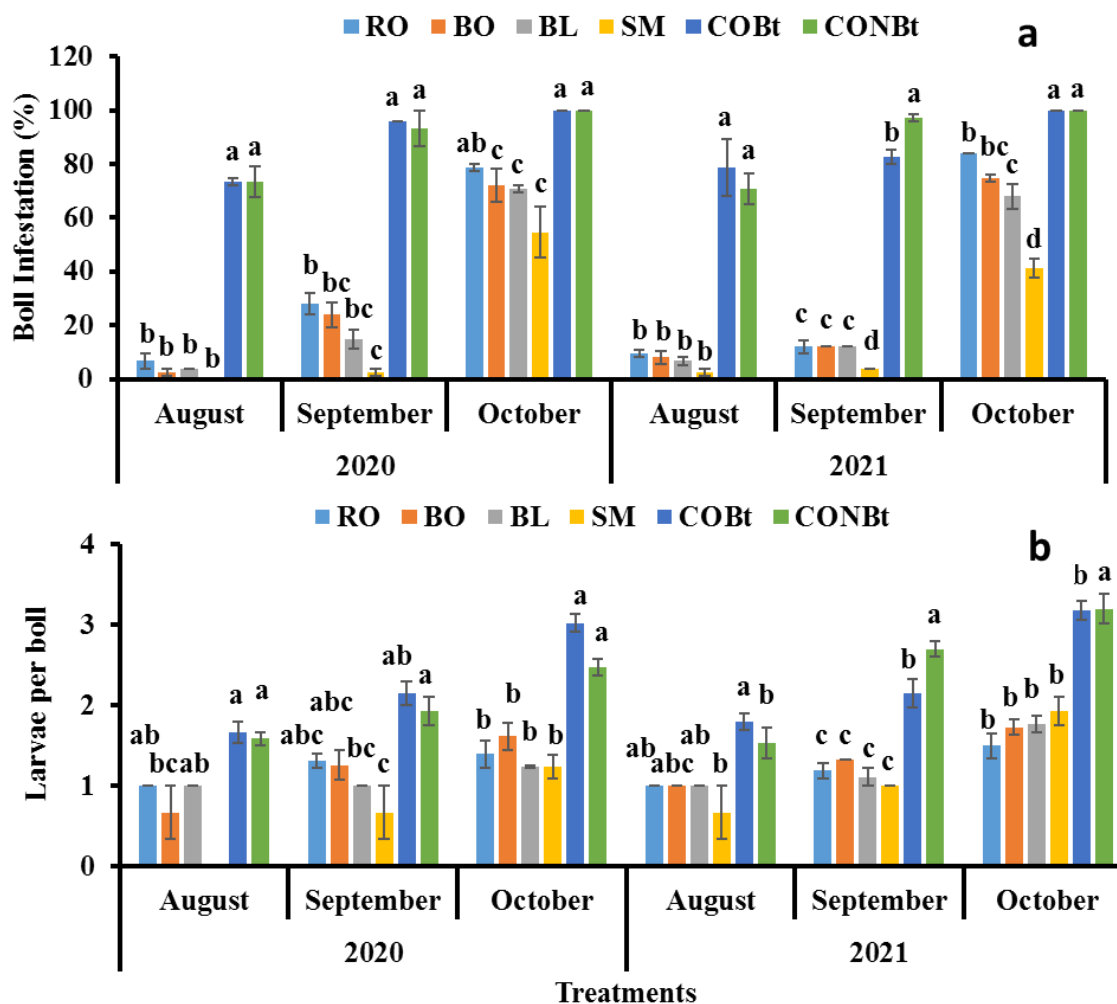 RO BO BL SM COBt CONBt
a
Boll Infestation (%)
120
100
80
60
40
20
0
b b b b a a
b bc bc c a a
ab c c c a a
b b b b a a
c c c d b a
b bc c d a a
August September October August September October
2020 2021
RO BO BL SM COBt CONBt
b
Larvae per boll
4
3
2
1
0
ab bc ab a a
abc abc bc c ab a
b b b b a a
ab abc ab b a b
c c c c b a
b b b b b a
August September October August September October
2020 2021
Treatments